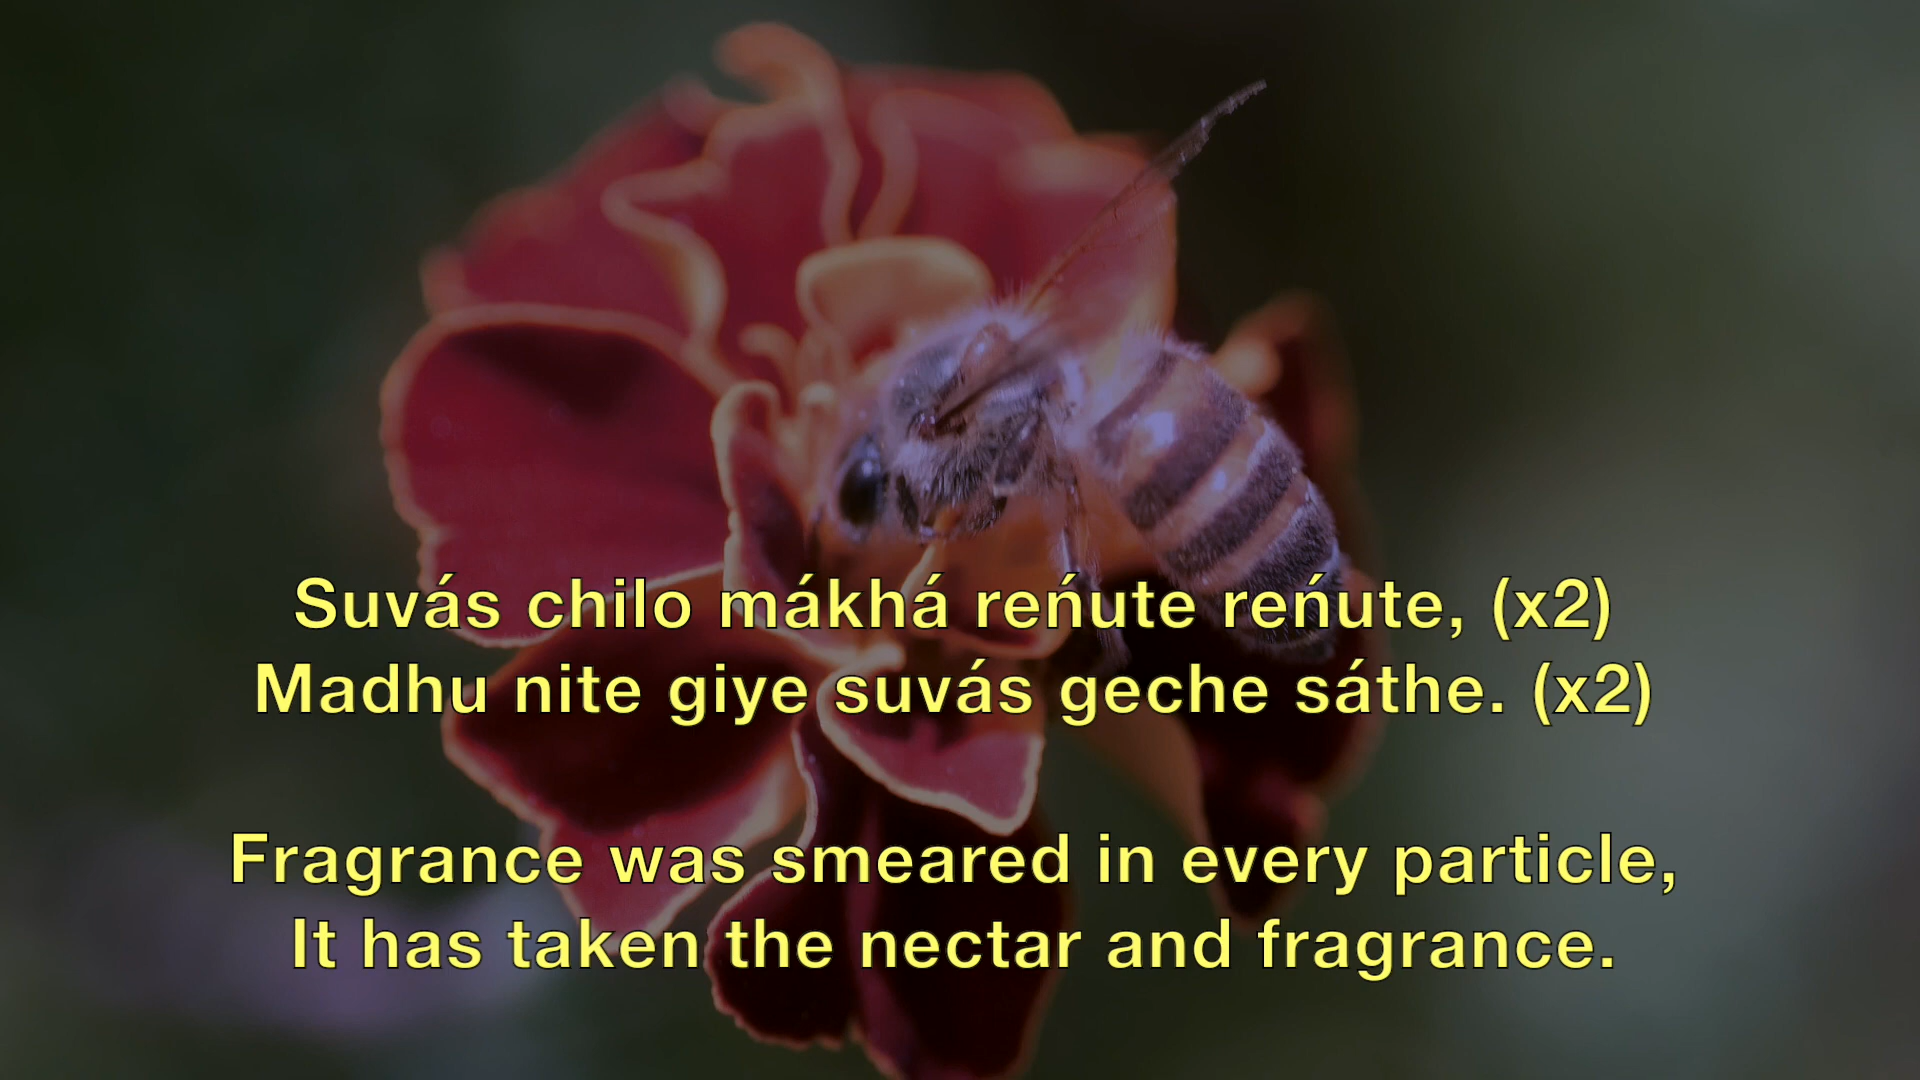 Suvás chilo mákhá reńute reńute, (x2)
Madhu nite giye suvás geche sáthe. (x2)
Fragrance was smeared in every particle,
It has taken the nectar and fragrance.